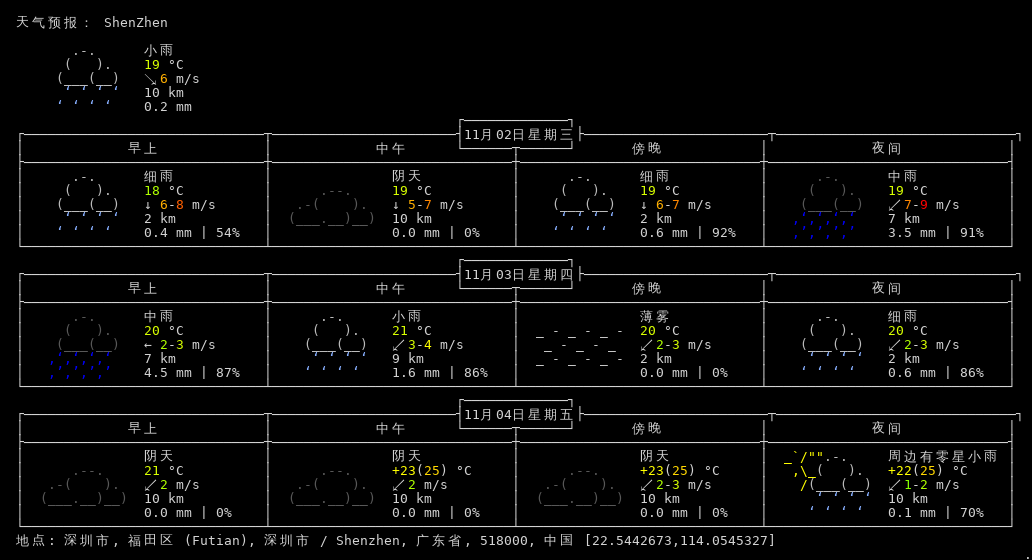 天气预报： ShenZhen
小雨
19 °C
↘6 m/s
10 km
0.2 mm
11月02日星期三
早上 中午 傍晚 夜间
细雨 阴天 细雨 中雨
18 °C 19 °C 19 °C 19 °C
↓ 6-8 m/s ↓ 5-7 m/s ↓ 6-7 m/s ↙7-9 m/s
2 km 10 km 2 km 7 km
0.4 mm | 54% 0.0 mm | 0% 0.6 mm | 92% 3.5 mm | 91%
11月03日星期四
早上 中午 傍晚 夜间
中雨 小雨 薄雾 细雨
20 °C 21 °C 20 °C 20 °C
← 2-3 m/s ↙3-4 m/s ↙2-3 m/s ↙2-3 m/s
7 km 9 km 2 km 2 km
4.5 mm | 87% 1.6 mm | 86% 0.0 mm | 0% 0.6 mm | 86%
11月04日星期五
早上 中午 傍晚 夜间
阴天 阴天 阴天 周边有零星小雨
21 °C +23(25) °C +23(25) °C +22(25) °C
↙2 m/s ↙2 m/s ↙2-3 m/s ↙1-2 m/s
10 km 10 km 10 km 10 km
0.0 mm | 0% 0.0 mm | 0% 0.0 mm | 0% 0.1 mm | 70%
地点: 深圳市, 福田区 (Futian), 深圳市 / Shenzhen, 广东省, 518000, 中国 [22.5442673,114.0545327]